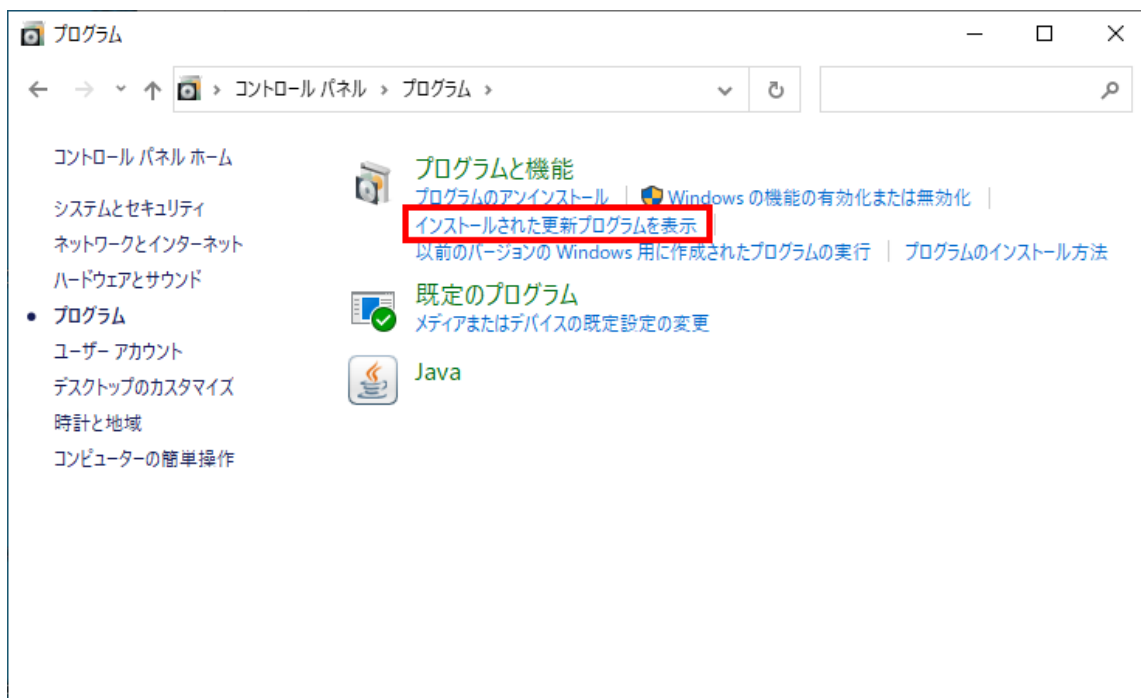 プログラム
コントロール パネル › プログラム ›
コントロール パネル ホーム
システムとセキュリティ
ネットワークとインターネット
ハードウェアとサウンド
プログラム
ユーザー アカウント
デスクトップのカスタマイズ
時計と地域
コンピューターの簡単操作
プログラムと機能
プログラムのアンインストール | Windows の機能の有効化または無効化 |
インストールされた更新プログラムを表示 |
以前のバージョンの Windows 用に作成されたプログラムの実行 | プログラムのインストール方法
既定のプログラム
メディアまたはデバイスの既定設定の変更
Java